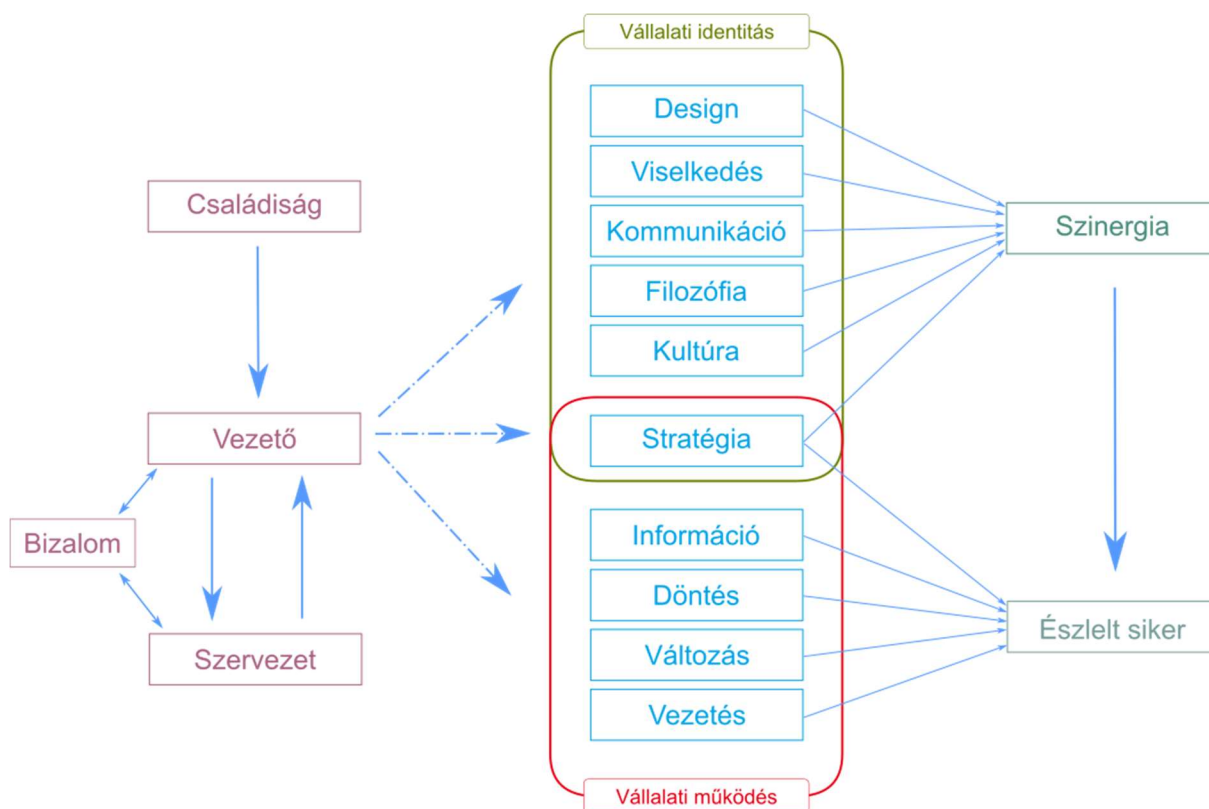 Vállalati identitás
Design
Viselkedés
Kommunikáció
Filozófia
Kultúra
Stratégia
Információ
Döntés
Változás
Vezetés
Vállalati működés
Családiság
Vezető
Bizalom
Szervezet
Szinergia
Észlelt siker